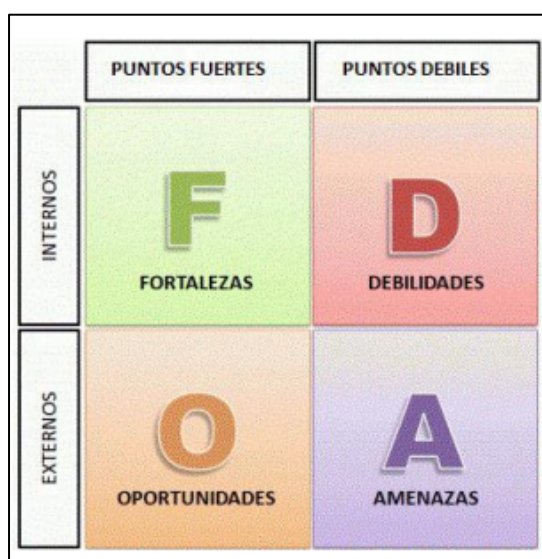 PUNTOS FUERTES
PUNTOS DEBILES
INTERNOS
F
FORTALEZAS
D
DEBILIDADES
EXTERNOS
O
OPORTUNIDADES
A
AMENAZAS